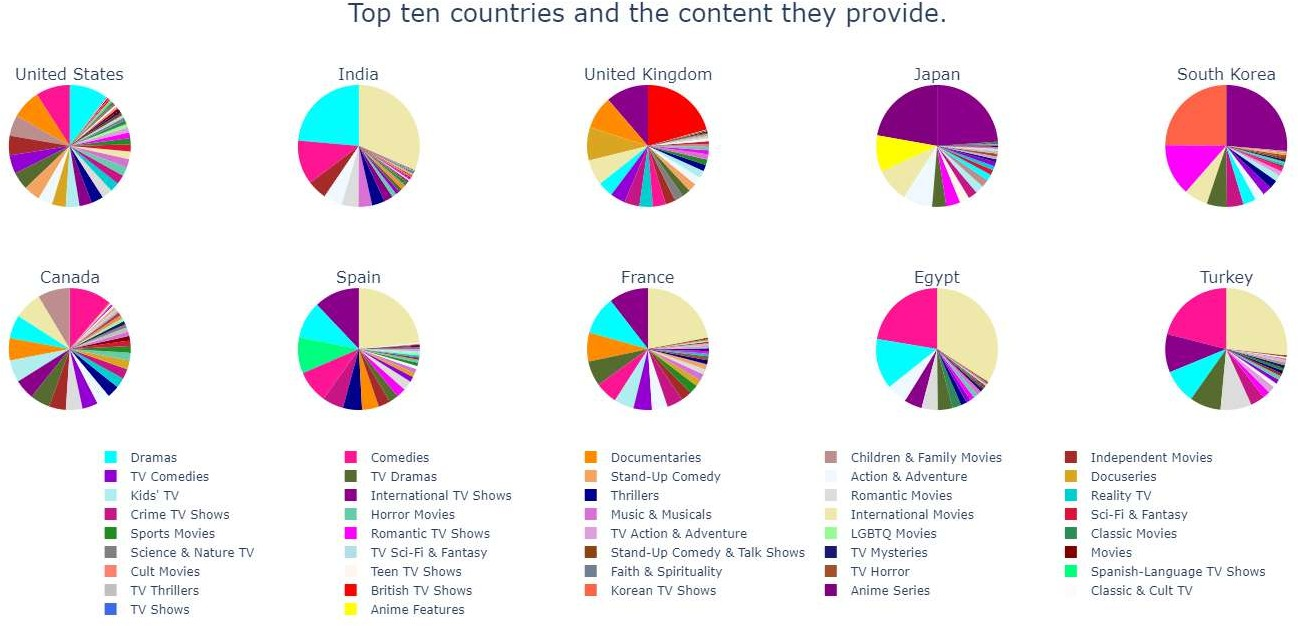 Top ten countries and the content they provide.
United States
India
United Kingdom
Japan
South Korea
Canada
Spain
France
Egypt
Turkey
Dramas
Comedies
Documentaries
Children & Family Movies
Independent Movies
TV Comedies
TV Dramas
Stand-Up Comedy
Action & Adventure
Docuseries
Kids' TV
International TV Shows
Thrillers
Romantic Movies
Reality TV
Crime TV Shows
Horror Movies
Music & Musicals
International Movies
Sci-Fi & Fantasy
Sports Movies
Romantic TV Shows
TV Action & Adventure
LGBTQ Movies
Classic Movies
Science & Nature TV
TV Sci-Fi & Fantasy
Stand-Up Comedy & Talk Shows
TV Mysteries
Movies
Cult Movies
Teen TV Shows
Faith & Spirituality
TV Horror
Spanish-Language TV Shows
TV Thrillers
British TV Shows
Korean TV Shows
Anime Series
Classic & Cult TV
TV Shows
Anime Features